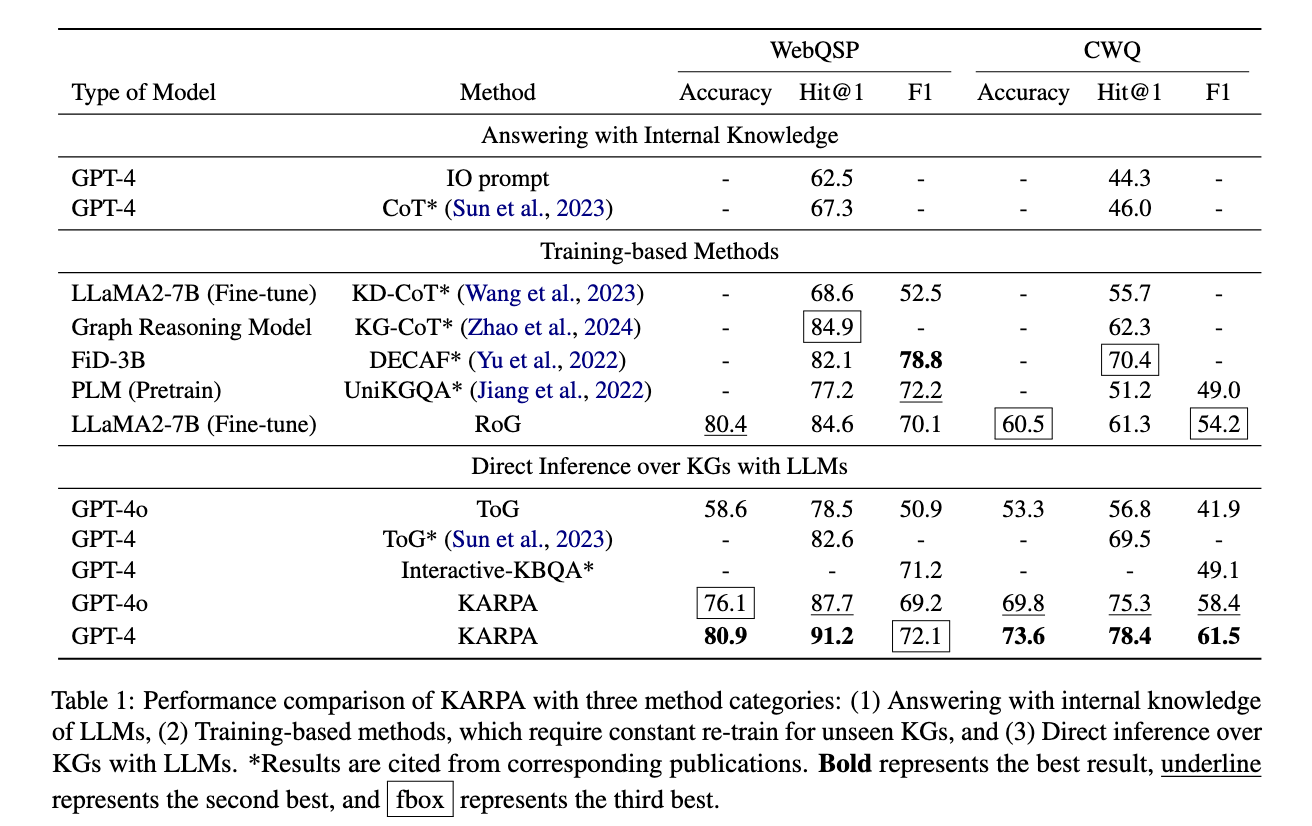 WebQSP CWQ
Type of Model Method Accuracy Hit@1 F1 Accuracy Hit@1 F1
Answering with Internal Knowledge
GPT-4 IO prompt - 62.5 - - 44.3 -
GPT-4 CoT* (Sun et al., 2023) - 67.3 - - 46.0 -
Training-based Methods
LLaMA2-7B (Fine-tune) KD-CoT* (Wang et al., 2023) - 68.6 52.5 - 55.7 -
Graph Reasoning Model KG-CoT* (Zhao et al., 2024) - 84.9 - - 62.3 -
FiD-3B DECAF* (Yu et al., 2022) - 82.1 78.8 - 70.4 -
PLM (Pretrain) UniKGQA* (Jiang et al., 2022) - 77.2 72.2 - 51.2 49.0
LLaMA2-7B (Fine-tune) RoG 80.4 84.6 70.1 60.5 61.3 54.2
Direct Inference over KGs with LLMs
GPT-4o ToG 58.6 78.5 50.9 53.3 56.8 41.9
GPT-4 ToG* (Sun et al., 2023) - 82.6 - - 69.5 -
GPT-4 Interactive-KBQA* - - 71.2 - - 49.1
GPT-4o KARPA 76.1 87.7 69.2 69.8 75.3 58.4
GPT-4 KARPA 80.9 91.2 72.1 73.6 78.4 61.5
Table 1: Performance comparison of KARPA with three method categories: (1) Answering with internal knowledge
of LLMs, (2) Training-based methods, which require constant re-train for unseen KGs, and (3) Direct inference over
KGs with LLMs. *Results are cited from corresponding publications. Bold represents the best result, underline
represents the second best, and fbox represents the third best.